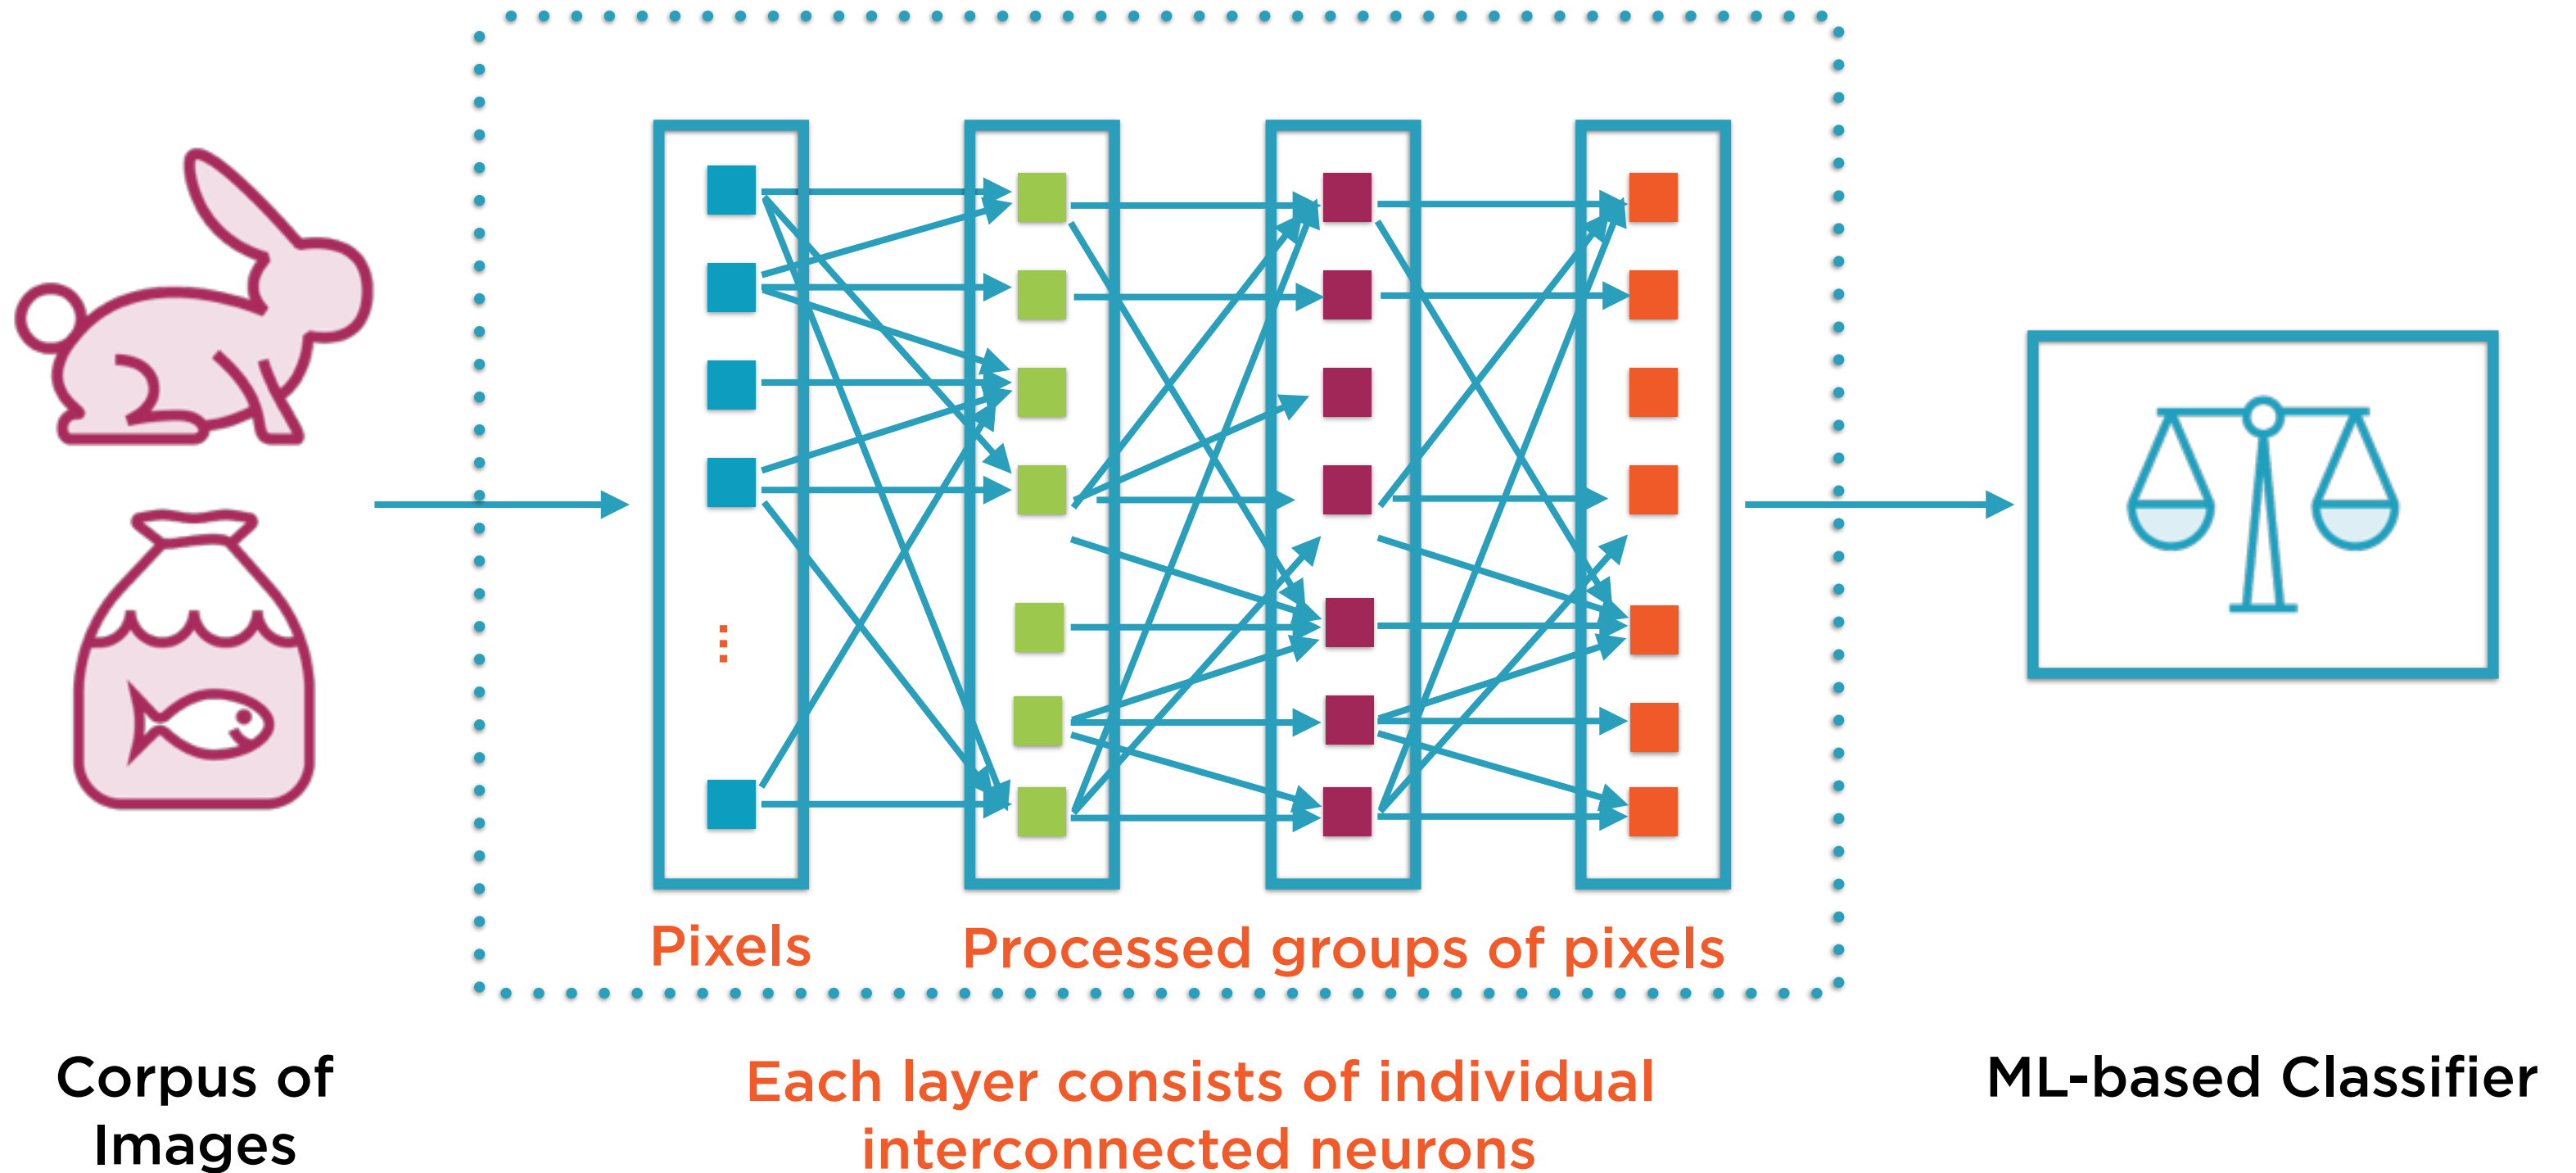 Pixels
Processed groups of pixels
Corpus of
Images
Each layer consists of individual
interconnected neurons
ML-based Classifier